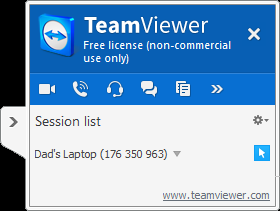 TeamViewer
Free license (non-commercial
use only)
Session list
Dad's Laptop (176 350 963)
www.teamviewer.com